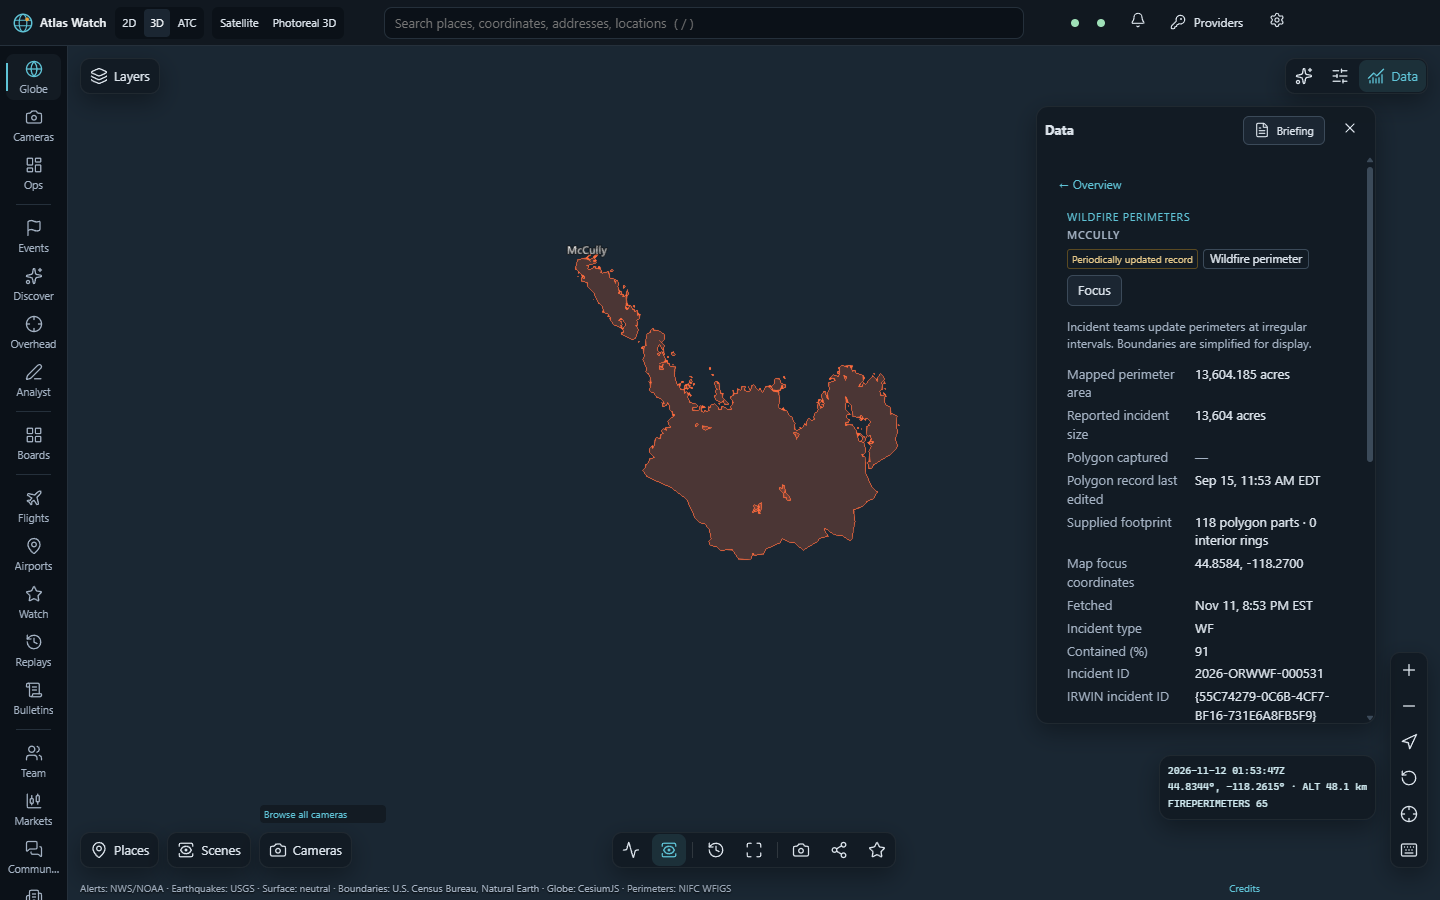 Atlas Watch
2D
3D
ATC
Satellite
Photoreal 3D
Search places, coordinates, addresses, locations ( / )
Providers
Globe
Cameras
Ops
Events
Discover
Overhead
Analyst
Boards
Flights
Airports
Watch
Replays
Bulletins
Team
Markets
Commun...
Layers
Data
McCully
Data
Briefing
← Overview
WILDFIRE PERIMETERS
MCCULLY
Periodically updated record
Wildfire perimeter
Focus
Incident teams update perimeters at irregular
intervals. Boundaries are simplified for display.
Mapped perimeter area 13,604.185 acres
Reported incident size 13,604 acres
Polygon captured —
Polygon record last edited Sep 15, 11:53 AM EDT
Supplied footprint 118 polygon parts · 0 interior rings
Map focus coordinates 44.8584, -118.2700
Fetched Nov 11, 8:53 PM EST
Incident type WF
Contained (%) 91
Incident ID 2026-ORWWF-000531
IRWIN incident ID {55C74279-0C6B-4CF7-BF16-731E6A8FB5F9}
2026-11-12 01:53:47Z
44.8344°, -118.2615° · ALT 48.1 km
FIREPERIMETERS 65
Browse all cameras
Places
Scenes
Cameras
Alerts: NWS/NOAA · Earthquakes: USGS · Surface: neutral · Boundaries: U.S. Census Bureau, Natural Earth · Globe: CesiumJS · Perimeters: NIFC WFIGS
Credits